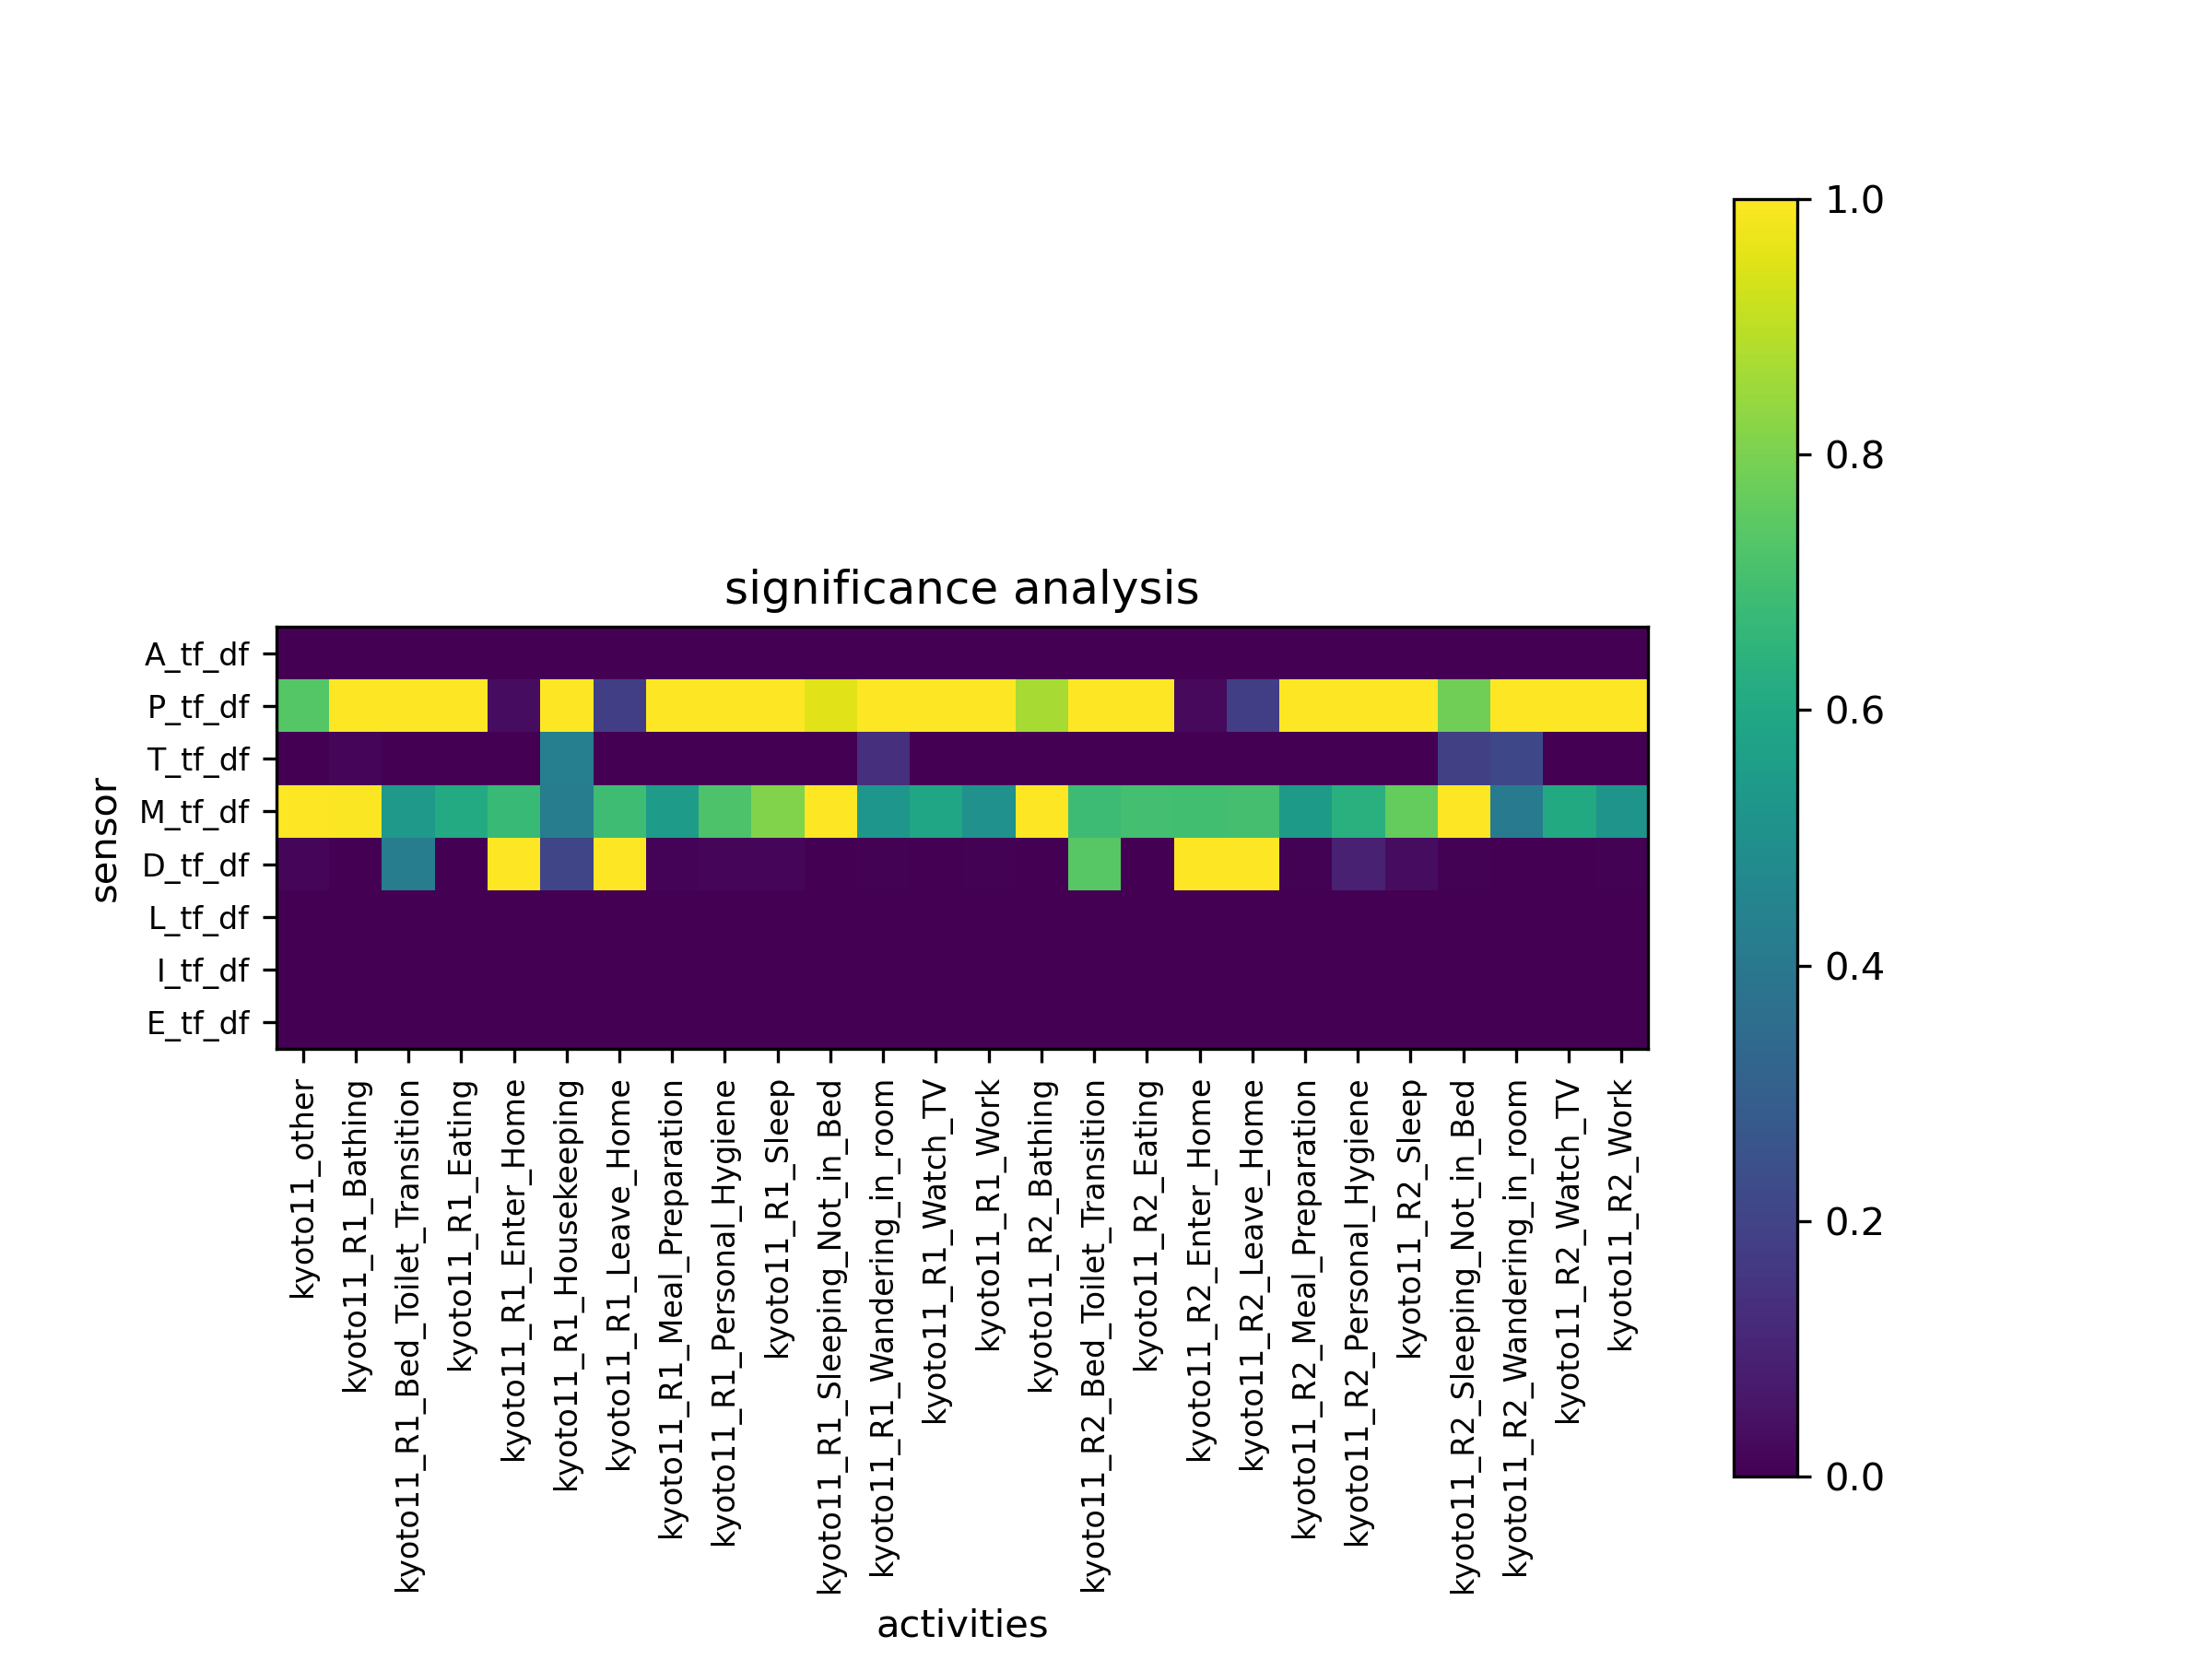 significance analysis
sensor
A_tf_df
P_tf_df
T_tf_df
M_tf_df
D_tf_df
L_tf_df
I_tf_df
E_tf_df
kyoto11_other
kyoto11_R1_Bathing
kyoto11_R1_Bed_Toilet_Transition
kyoto11_R1_Eating
kyoto11_R1_Enter_Home
kyoto11_R1_Housekeeping
kyoto11_R1_Leave_Home
kyoto11_R1_Meal_Preparation
kyoto11_R1_Personal_Hygiene
kyoto11_R1_Sleep
kyoto11_R1_Sleeping_Not_in_Bed
kyoto11_R1_Wandering_in_room
kyoto11_R1_Watch_TV
kyoto11_R1_Work
kyoto11_R2_Bathing
kyoto11_R2_Bed_Toilet_Transition
kyoto11_R2_Eating
kyoto11_R2_Enter_Home
kyoto11_R2_Leave_Home
kyoto11_R2_Meal_Preparation
kyoto11_R2_Personal_Hygiene
kyoto11_R2_Sleep
kyoto11_R2_Sleeping_Not_in_Bed
kyoto11_R2_Wandering_in_room
kyoto11_R2_Watch_TV
kyoto11_R2_Work
activities
1.0
0.8
0.6
0.4
0.2
0.0